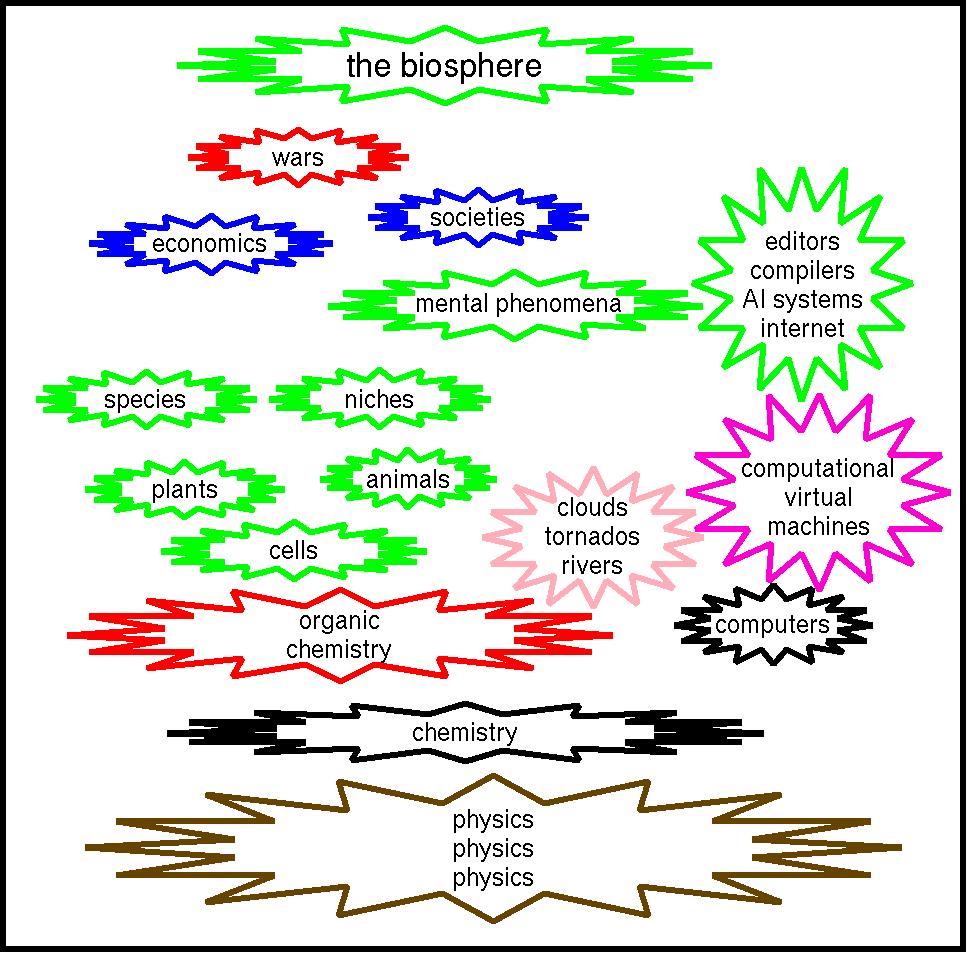 the biosphere
wars
societies
economics
editors
compilers
AI systems
internet
mental phenomena
species
niches
computational
virtual
machines
animals
plants
clouds
tornados
rivers
cells
organic
chemistry
computers
chemistry
physics
physics
physics